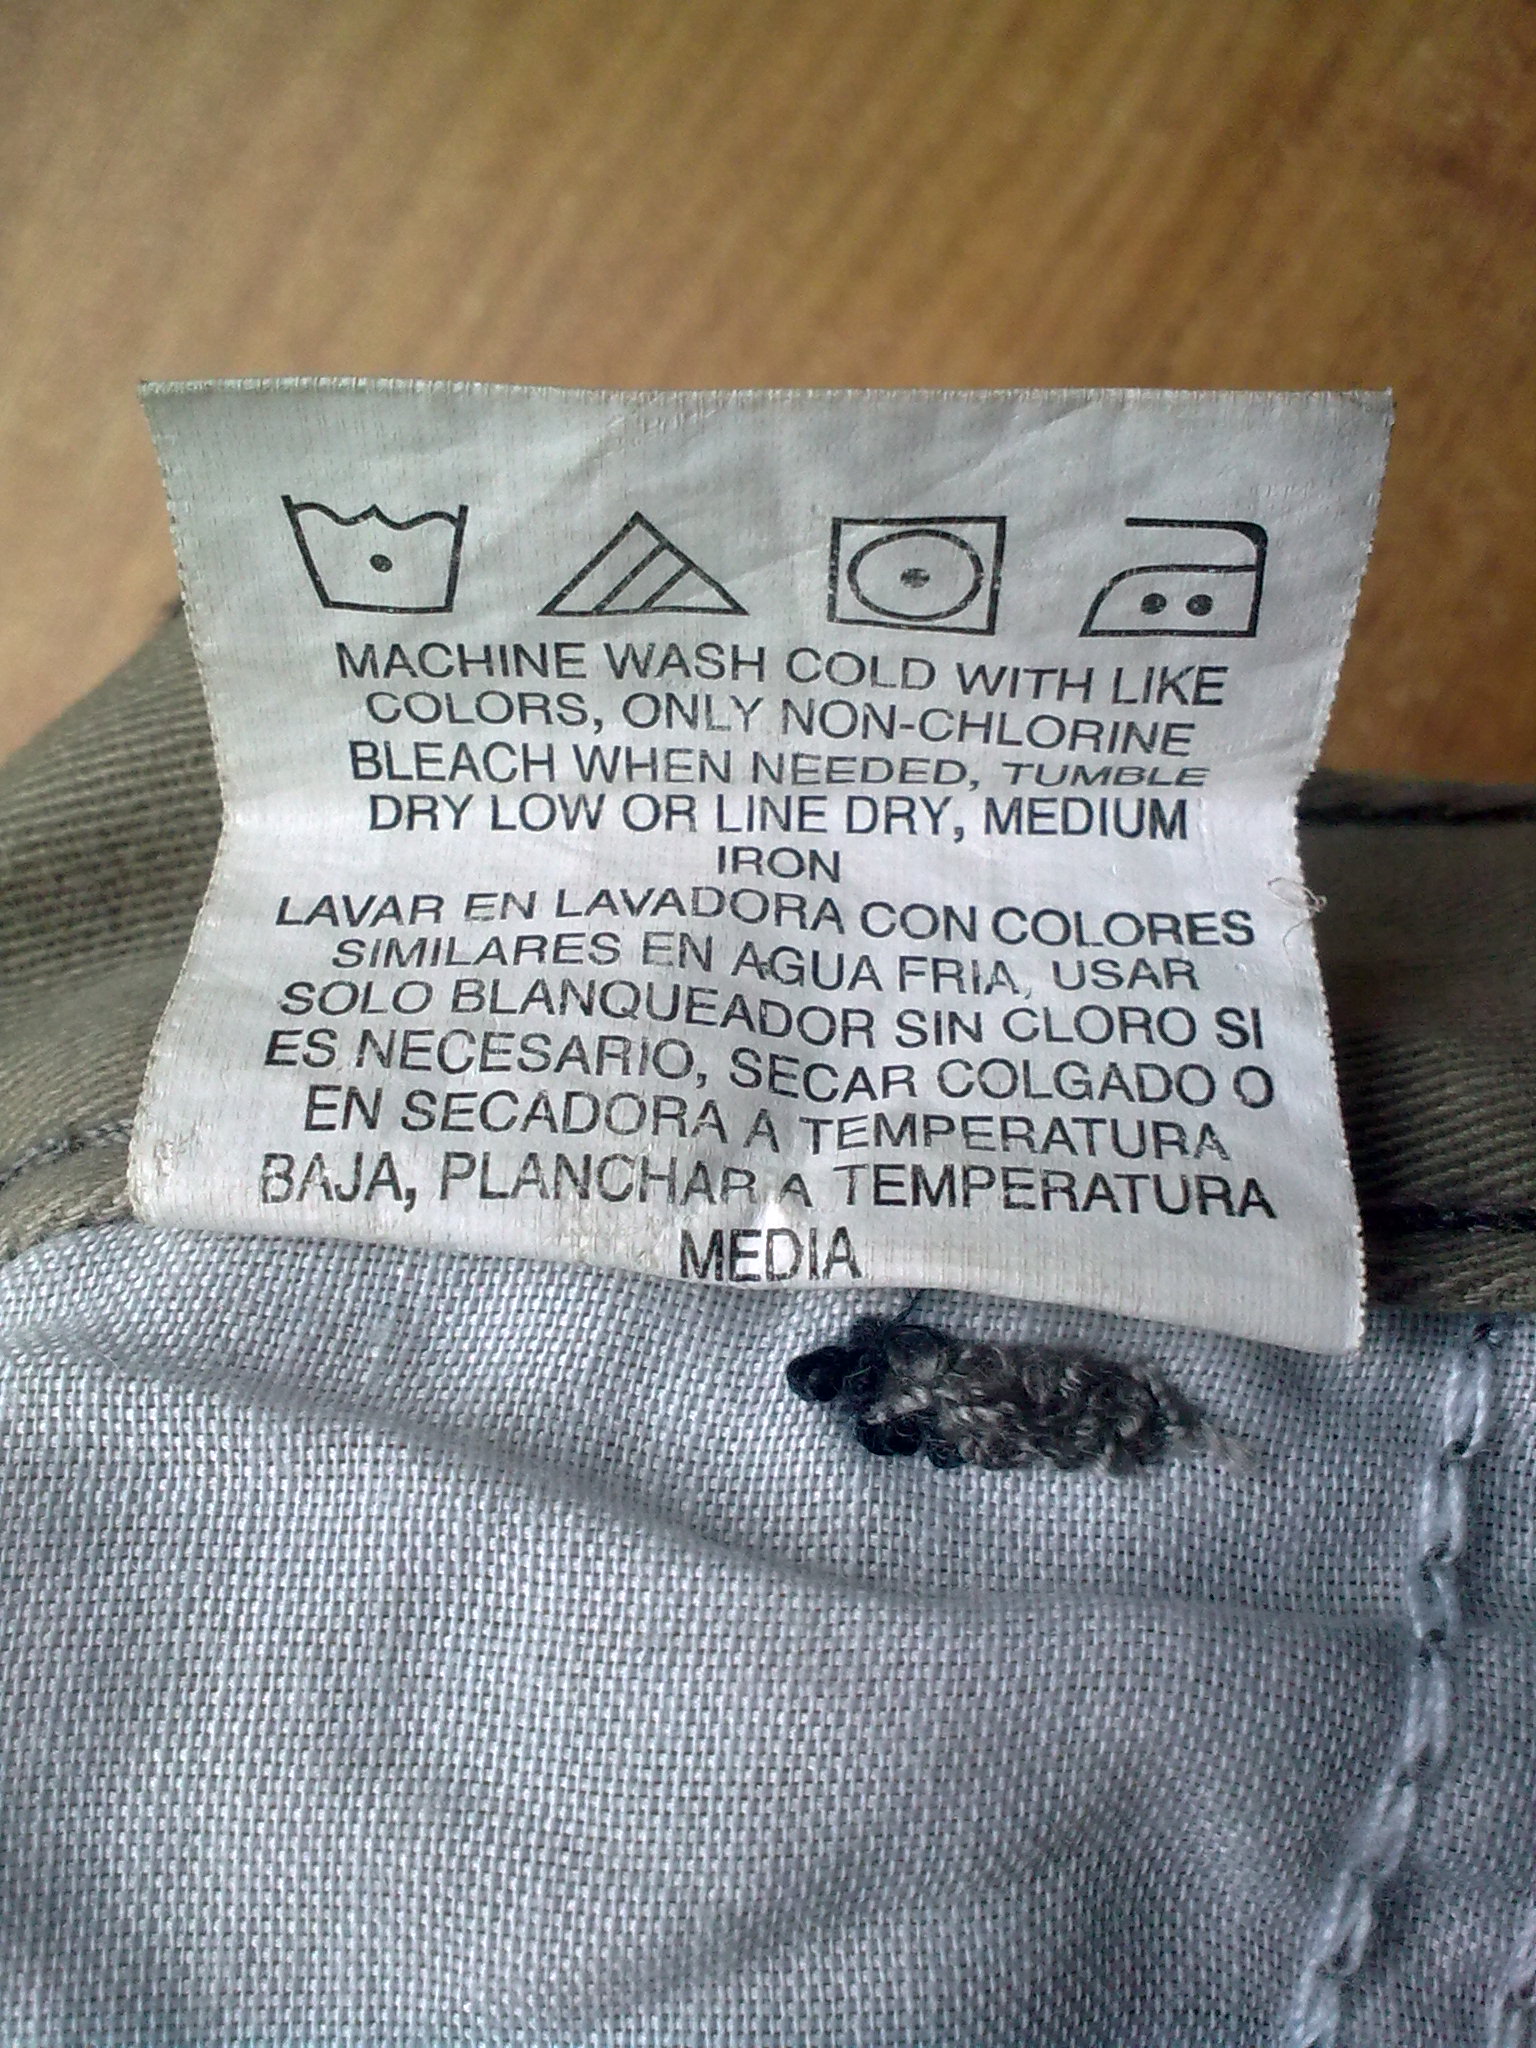 MACHINE WASH COLD WITH LIKE
COLORS, ONLY NON-CHLORINE
BLEACH WHEN NEEDED, TUMBLE
DRY LOW OR LINE DRY, MEDIUM
IRON
LAVAR EN LAVADORA CON COLORES
SIMILARES EN AGUA FRIA, USAR
SOLO BLANQUEADOR SIN CLORO SI
ES NECESARIO, SECAR COLGADO O
EN SECADORA A TEMPERATURA
BAJA, PLANCHAR A TEMPERATURA
MEDIA